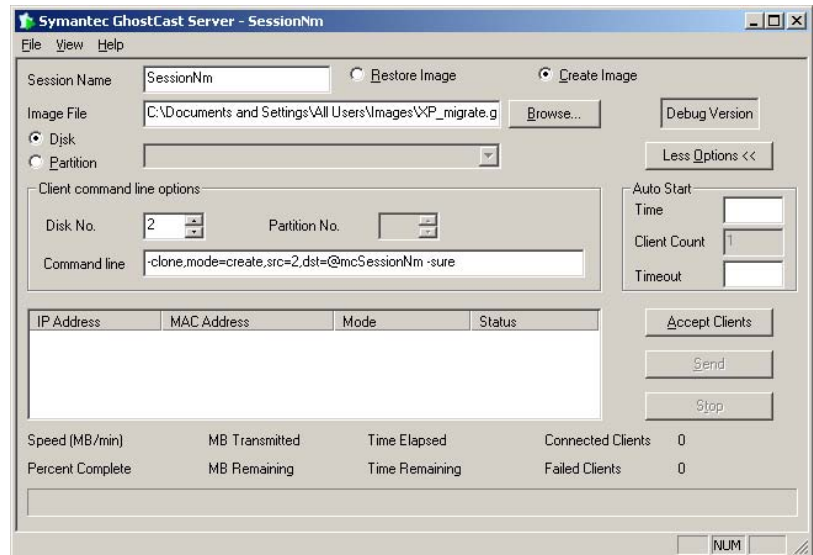 Symantec GhostCast Server - SessionNm
File View Help
Session Name SessionNm Restore Image Create Image
Image File C:\Documents and Settings\All Users\Images\XP_migrate.g Browse... Debug Version
Disk
Partition Less Options <<
Client command line options Auto Start
Time
Disk No. 2 Partition No.
Client Count 1
Command line -clone,mode=create,src=2,dst=@mcSessionNm -sure
Timeout
IP Address MAC Address Mode Status Accept Clients
Send
Stop
Speed (MB/min) MB Transmitted Time Elapsed Connected Clients 0
Percent Complete MB Remaining Time Remaining Failed Clients 0
NUM